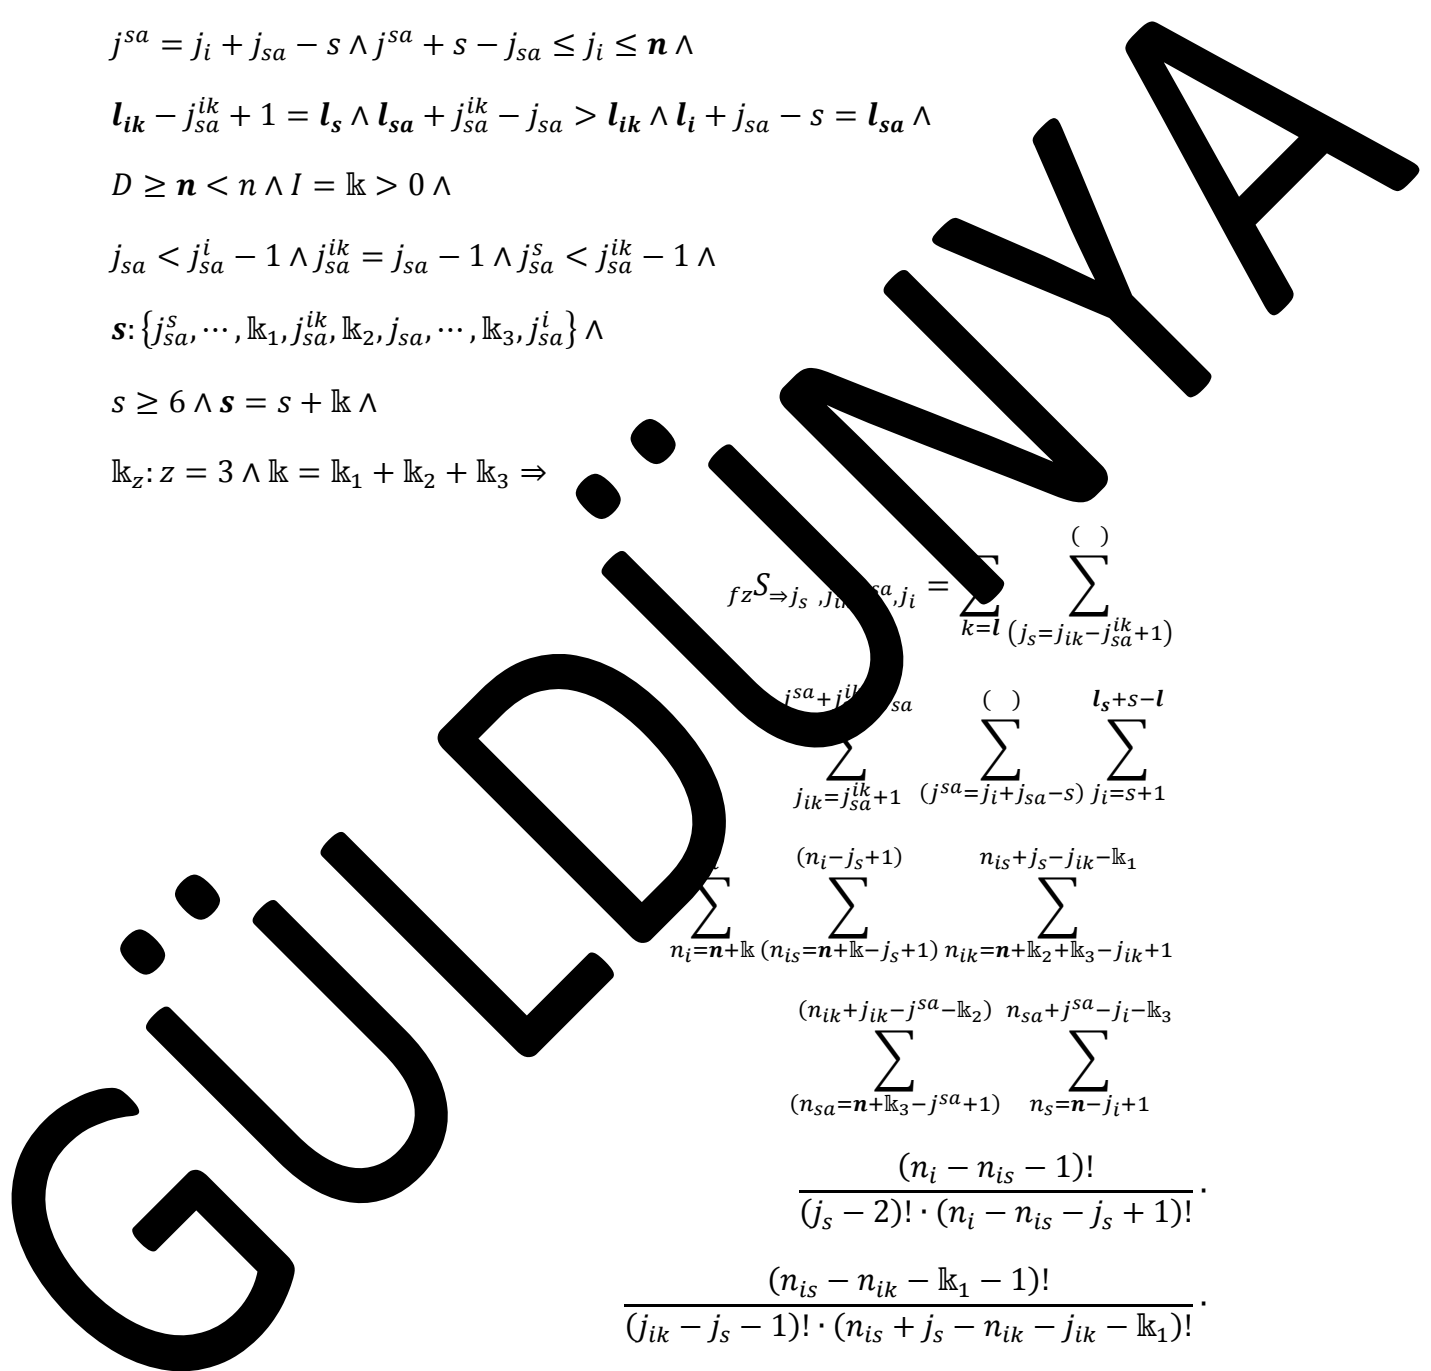 j^{sa} = j_i + j_{sa} − s ∧ j^{sa} + s − j_{sa} ≤ j_i ≤ 𝒏 ∧
𝒍_{𝒊𝒌} − j_{sa}^{ik} + 1 = 𝒍_𝒔 ∧ 𝒍_{𝒔𝒂} + j_{sa}^{ik} − j_{sa} > 𝒍_{𝒊𝒌} ∧ 𝒍_𝒊 + j_{sa} − s = 𝒍_{𝒔𝒂} ∧
D ≥ 𝒏 < n ∧ I = 𝕜 > 0 ∧
j_{sa} < j_{sa}^{i} − 1 ∧ j_{sa}^{ik} = j_{sa} − 1 ∧ j_{sa}^{s} < j_{sa}^{ik} − 1 ∧
𝒔: {j_{sa}^{s}, ⋯ , 𝕜_1, j_{sa}^{ik}, 𝕜_2, j_{sa}, ⋯ , 𝕜_3, j_{sa}^{i}} ∧
s ≥ 6 ∧ 𝒔 = s + 𝕜 ∧
𝕜_z: z = 3 ∧ 𝕜 = 𝕜_1 + 𝕜_2 + 𝕜_3 ⇒
( )
_{fz}S_{⇒j_s ,j_{ik} ,j_i} = ∑ ∑
k=𝒍 (j_s=j_{ik}−j_{sa}^{ik}+1)
( ) 𝒍_𝒔+s−𝒍
∑ ∑ ∑
j_{ik}=j_{sa}^{ik}+1 (j^{sa}=j_i+j_{sa}−s) j_i=s+1
(n_i−j_s+1) n_{is}+j_s−j_{ik}−𝕜_1
∑ ∑ ∑
n_i=𝒏+𝕜 (n_{is}=𝒏+𝕜−j_s+1) n_{ik}=𝒏+𝕜_2+𝕜_3−j_{ik}+1
(n_{ik}+j_{ik}−j^{sa}−𝕜_2) n_{sa}+j^{sa}−j_i−𝕜_3
∑ ∑
(n_{sa}=𝒏+𝕜_3−j^{sa}+1) n_s=𝒏−j_i+1
(n_i − n_{is} − 1)!
(j_s − 2)! · (n_i − n_{is} − j_s + 1)! ·
(n_{is} − n_{ik} − 𝕜_1 − 1)!
(j_{ik} − j_s − 1)! · (n_{is} + j_s − n_{ik} − j_{ik} − 𝕜_1)! ·
GÜLDÜNYA